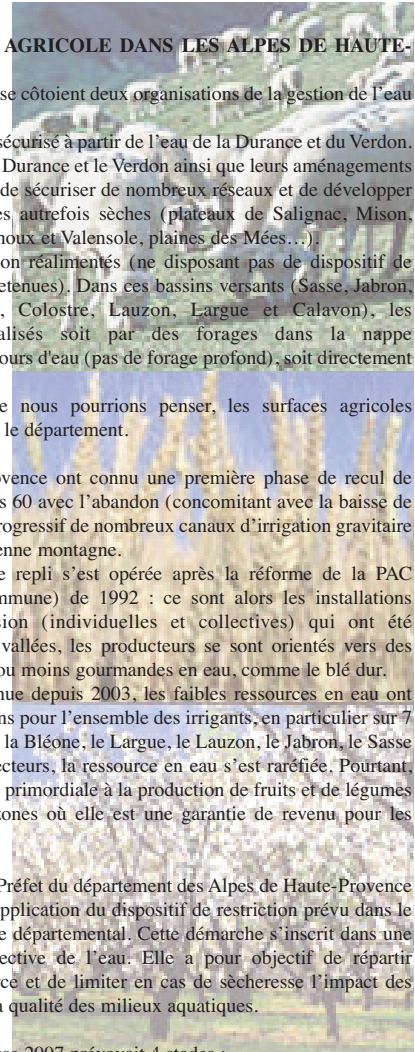 AGRICOLE DANS LES ALPES DE HAUTE-
se côtoient deux organisations de la gestion de l’eau
sécurisé à partir de l’eau de la Durance et du Verdon.
Durance et le Verdon ainsi que leurs aménagements
de sécuriser de nombreux réseaux et de développer
es autrefois sèches (plateaux de Salignac, Mison,
noux et Valensole, plaines des Mées…).
on réalimentés (ne disposant pas de dispositif de
retenues). Dans ces bassins versants (Sasse, Jabron,
, Colostre, Lauzon, Largue et Calavon), les
alisés soit par des forages dans la nappe
ours d'eau (pas de forage profond), soit directement
e nous pourrions penser, les surfaces agricoles
le département.
ovence ont connu une première phase de recul de
s 60 avec l’abandon (concomitant avec la baisse de
rogressif de nombreux canaux d’irrigation gravitaire
enne montagne.
e repli s’est opérée après la réforme de la PAC
mmune) de 1992 : ce sont alors les installations
sion (individuelles et collectives) qui ont été
vallées, les producteurs se sont orientés vers des
ou moins gourmandes en eau, comme le blé dur.
nue depuis 2003, les faibles ressources en eau ont
ns pour l’ensemble des irrigants, en particulier sur 7
la Bléone, le Largue, le Lauzon, le Jabron, le Sasse
ecteurs, la ressource en eau s’est raréfiée. Pourtant,
primordiale à la production de fruits et de légumes
zones où elle est une garantie de revenu pour les
Préfet du département des Alpes de Haute-Provence
pplication du dispositif de restriction prévu dans le
e départemental. Cette démarche s’inscrit dans une
ective de l’eau. Elle a pour objectif de répartir
rce et de limiter en cas de sècheresse l’impact des
a qualité des milieux aquatiques.
2007 prévoyait 4 stades :